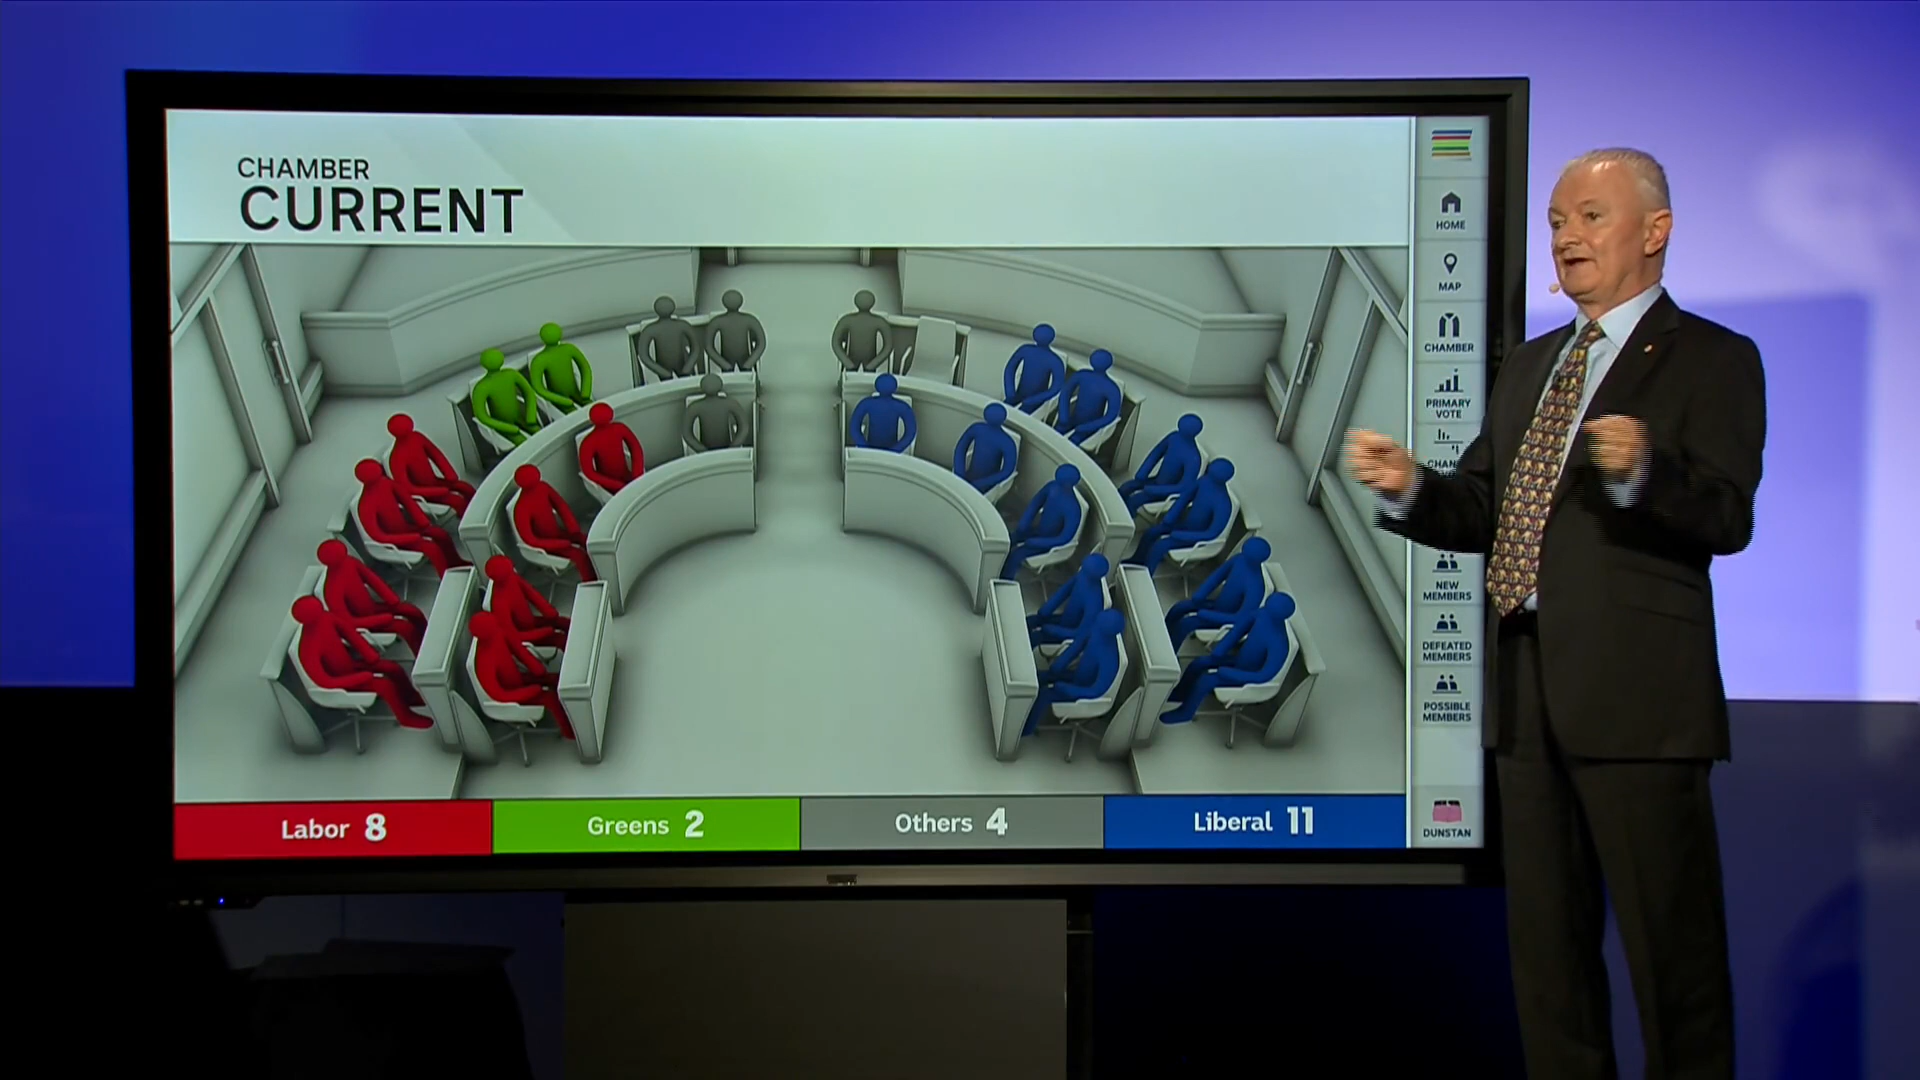 CHAMBER
CURRENT
HOME
MAP
CHAMBER
PRIMARY
VOTE
NEW
MEMBERS
DEFEATED
MEMBERS
POSSIBLE
MEMBERS
DUNSTAN
Labor 8
Greens 2
Others 4
Liberal 11